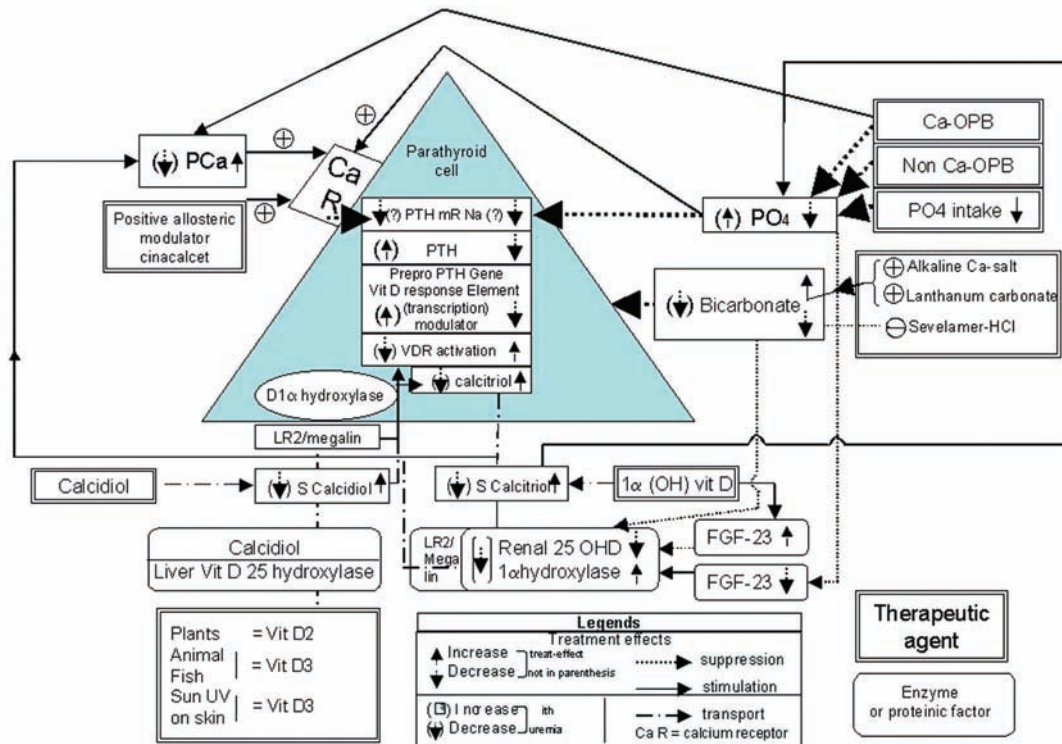 Ca-OPB
Non Ca-OPB
PO4 intake
Parathyroid
cell
(↓) PCa ↑
Ca
R
Positive allosteric
modulator
cinacalcet
↓(?) PTH mR Na (?) ↓
(↑) PTH ↓
Prepro PTH Gene
Vit D response Element
(↑) (transcription) ↓
modulator
(↓) VDR activation ↑
(↓) calcitriol ↑
(↑) PO4 ↓
(↓) Bicarbonate
⊕ Alkaline Ca-salt
⊕ Lanthanum carbonate
⊖ Sevelamer-HCl
D1α hydroxylase
LR2/megalin
Calcidiol
(↓) S Calcidiol ↑
(↓) S Calcitriol ↑
1α (OH) vit D
Calcidiol
Liver Vit D 25 hydroxylase
LR2/
Mega
lin
Renal 25 OHD
1αhydroxylase
FGF-23 ↑
FGF-23 ↓
Plants = Vit D2
Animal
Fish = Vit D3
Sun UV
on skin = Vit D3
Legends
Treatment effects
Increase treat-effect
Decrease not in parenthesis
suppression
stimulation
Increase ith
Decrease uremia
transport
Ca R = calcium receptor
Therapeutic
agent
Enzyme
or proteinic factor